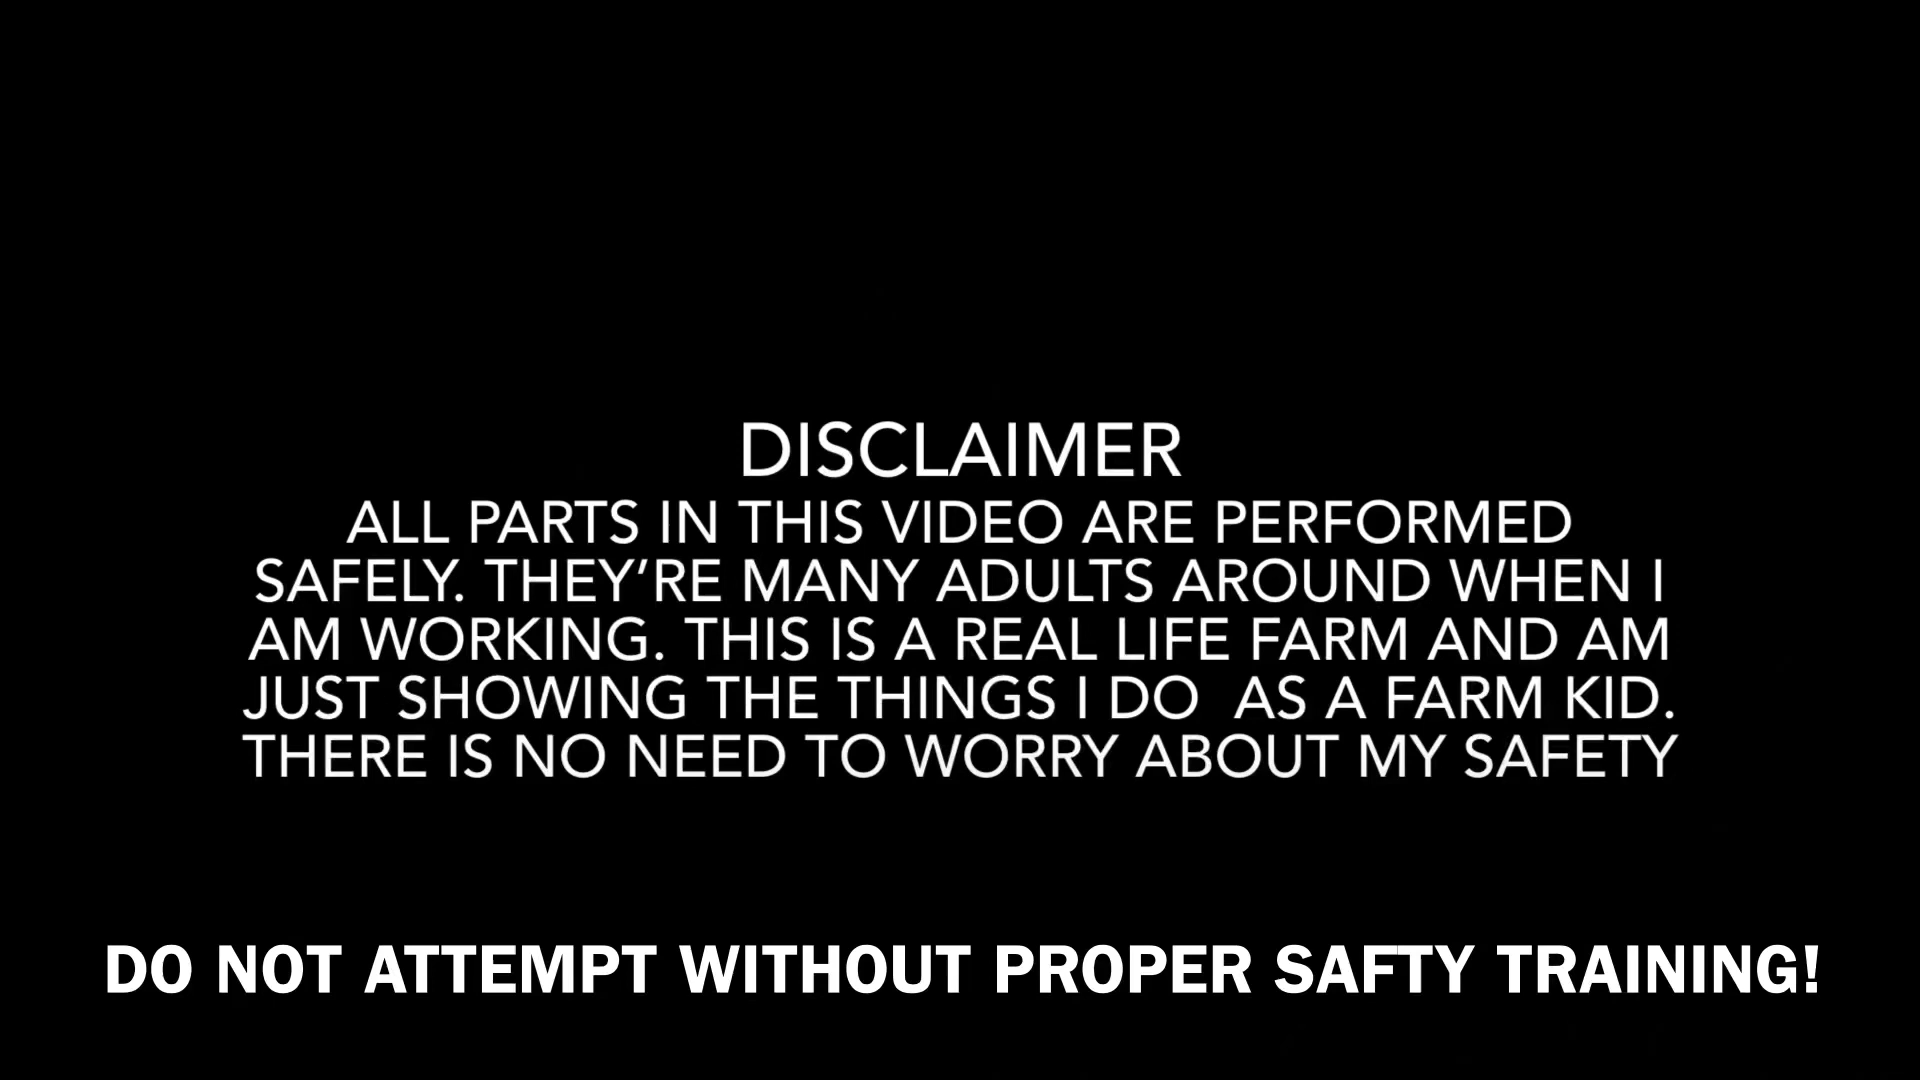 DISCLAIMER
ALL PARTS IN THIS VIDEO ARE PERFORMED
SAFELY. THEY’RE MANY ADULTS AROUND WHEN I
AM WORKING. THIS IS A REAL LIFE FARM AND AM
JUST SHOWING THE THINGS I DO  AS A FARM KID.
THERE IS NO NEED TO WORRY ABOUT MY SAFETY
DO NOT ATTEMPT WITHOUT PROPER SAFTY TRAINING!